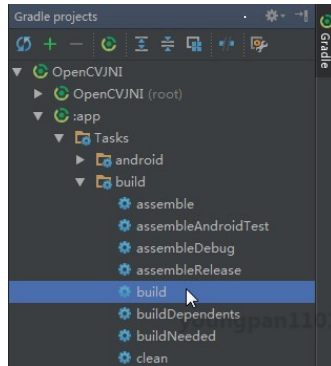 Gradle projects
Gradle
OpenCVJNI
OpenCVJNI (root)
:app
Tasks
android
build
assemble
assembleAndroidTest
assembleDebug
assembleRelease
build
buildDependents
buildNeeded
clean